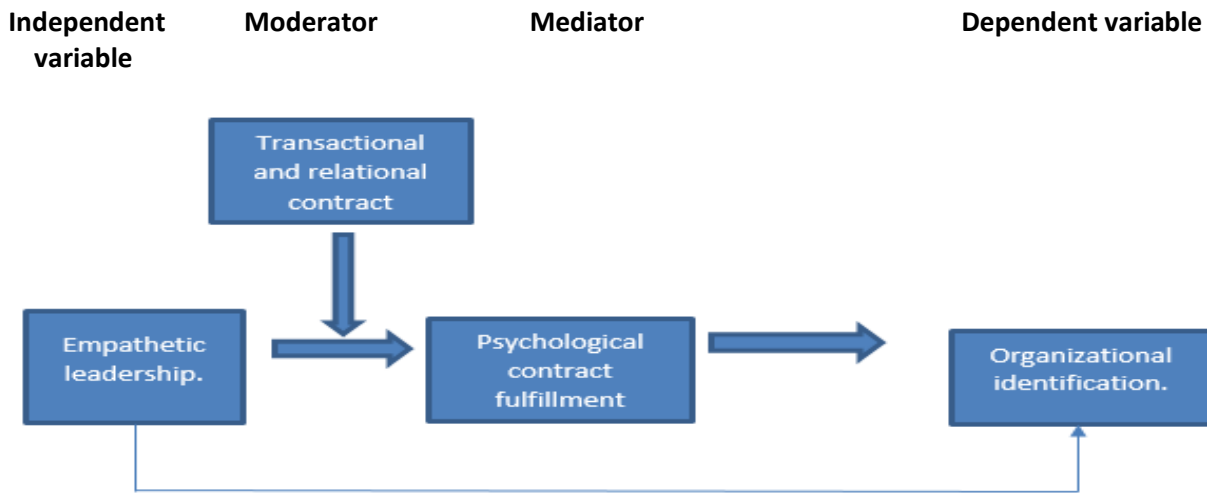 Independent variable
Moderator
Mediator
Dependent variable
Transactional
and relational
contract
Empathetic
leadership.
Psychological
contract
fulfillment
Organizational
identification.